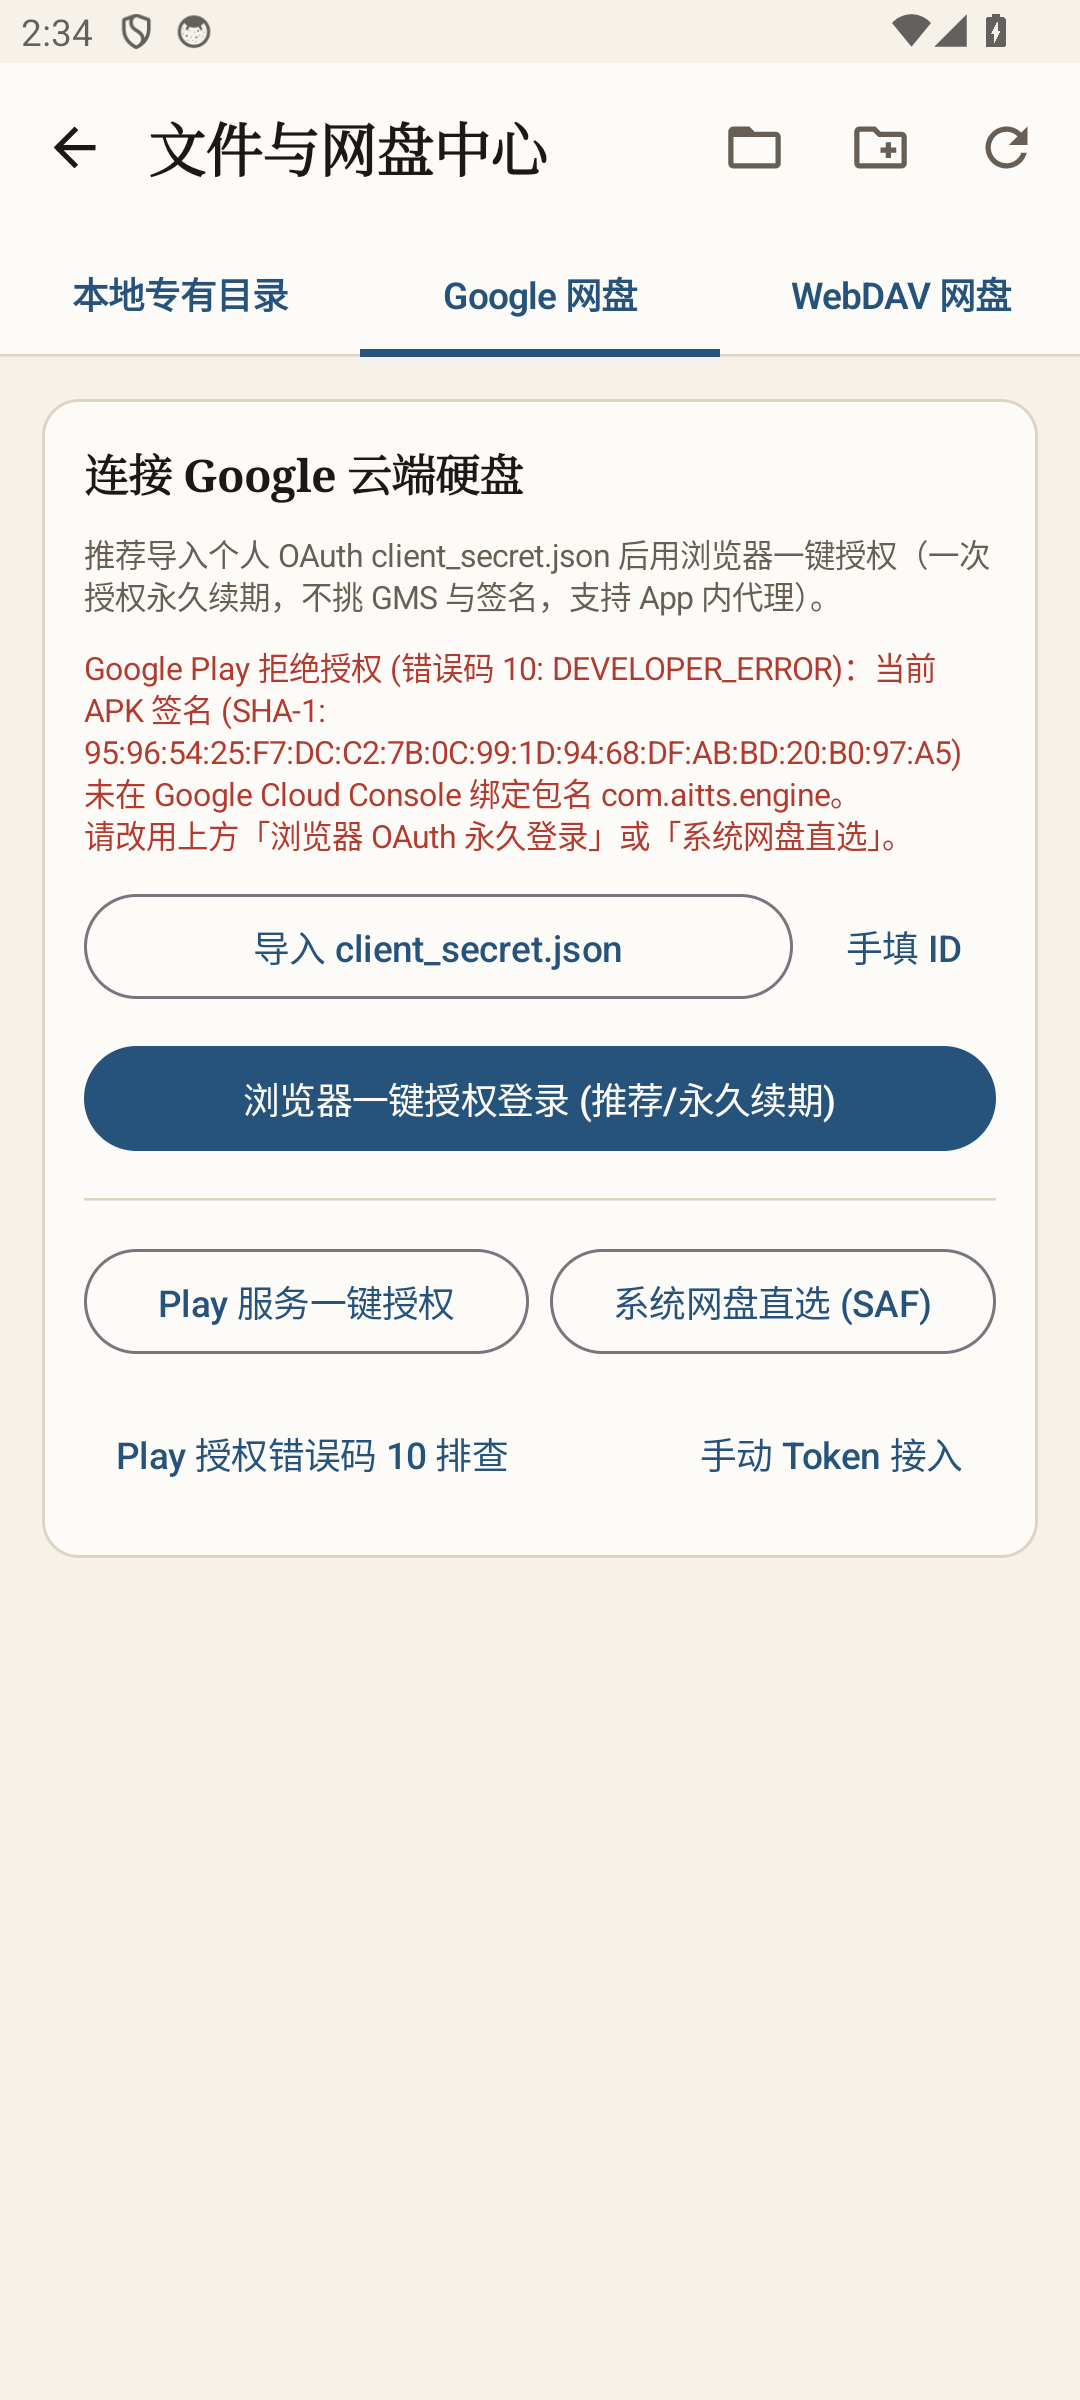 2:34
文件与网盘中心
本地专有目录
Google 网盘
WebDAV 网盘
连接 Google 云端硬盘
推荐导入个人 OAuth client_secret.json 后用浏览器一键授权（一次
授权永久续期，不挑 GMS 与签名，支持 App 内代理）。
Google Play 拒绝授权 (错误码 10: DEVELOPER_ERROR)：当前
APK 签名 (SHA-1:
95:96:54:25:F7:DC:C2:7B:0C:99:1D:94:68:DF:AB:BD:20:B0:97:A5)
未在 Google Cloud Console 绑定包名 com.aitts.engine。
请改用上方「浏览器 OAuth 永久登录」或「系统网盘直选」。
导入 client_secret.json
手填 ID
浏览器一键授权登录 (推荐/永久续期)
Play 服务一键授权
系统网盘直选 (SAF)
Play 授权错误码 10 排查
手动 Token 接入